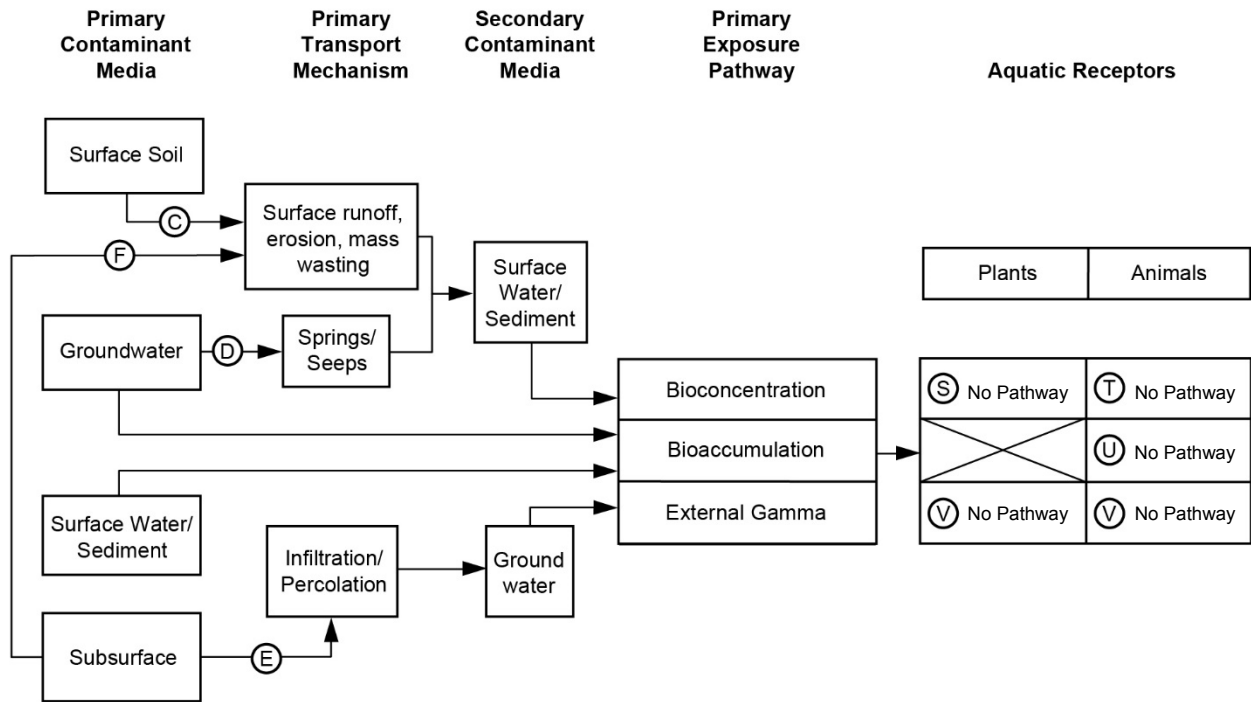 Primary
Contaminant
Media
Primary
Transport
Mechanism
Secondary
Contaminant
Media
Primary
Exposure
Pathway
Aquatic Receptors
Surface Soil
C
F
Surface runoff,
erosion, mass
wasting
Surface
Water/
Sediment
Plants
Animals
Groundwater
D
Springs/
Seeps
Bioconcentration
Bioaccumulation
External Gamma
S No Pathway
T No Pathway
U No Pathway
V No Pathway
V No Pathway
Surface Water/
Sediment
Infiltration/
Percolation
Ground
water
Subsurface
E